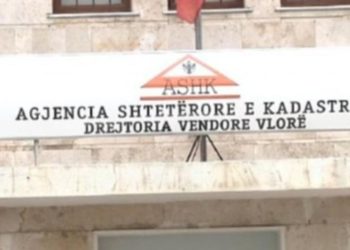 ASHK
AGJENCIA SHTETËRORE E KADASTR
DREJTORIA VENDORE VLORË